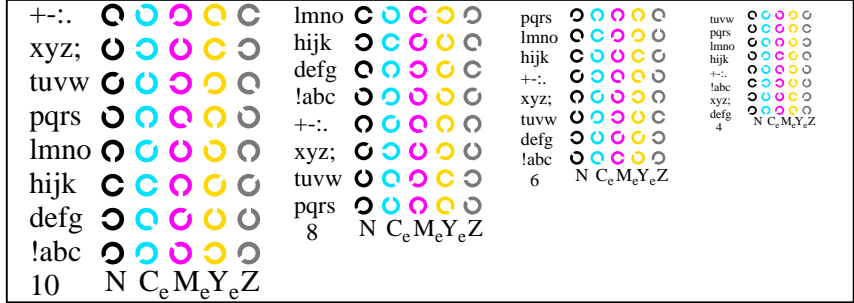 +-:.
xyz;
tuvw
pqrs
lmno
hijk
defg
!abc
10 N CeMeYeZ
lmno
hijk
defg
!abc
+-:.
xyz;
tuvw
pqrs
8 N CeMeYeZ
pqrs
lmno
hijk
+-:.
xyz;
tuvw
defg
!abc
6 N CeMeYeZ
tuvw
pqrs
lmno
hijk
+-:.
!abc
xyz;
defg
4 N CeMeYeZ